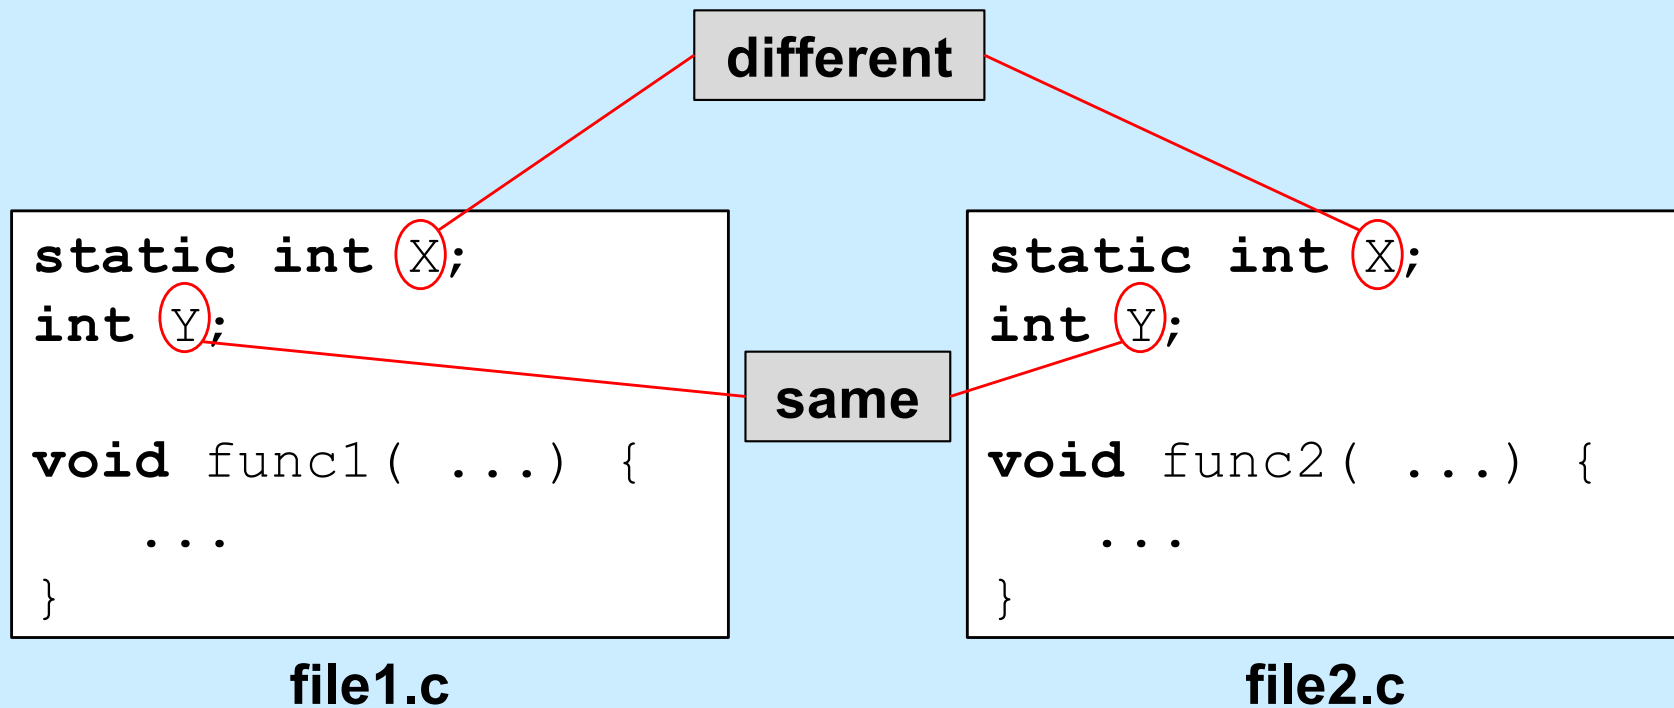 different
static int X;
int Y;
void func1( ...) {
...
}
file1.c
same
static int X;
int Y;
void func2( ...) {
...
}
file2.c